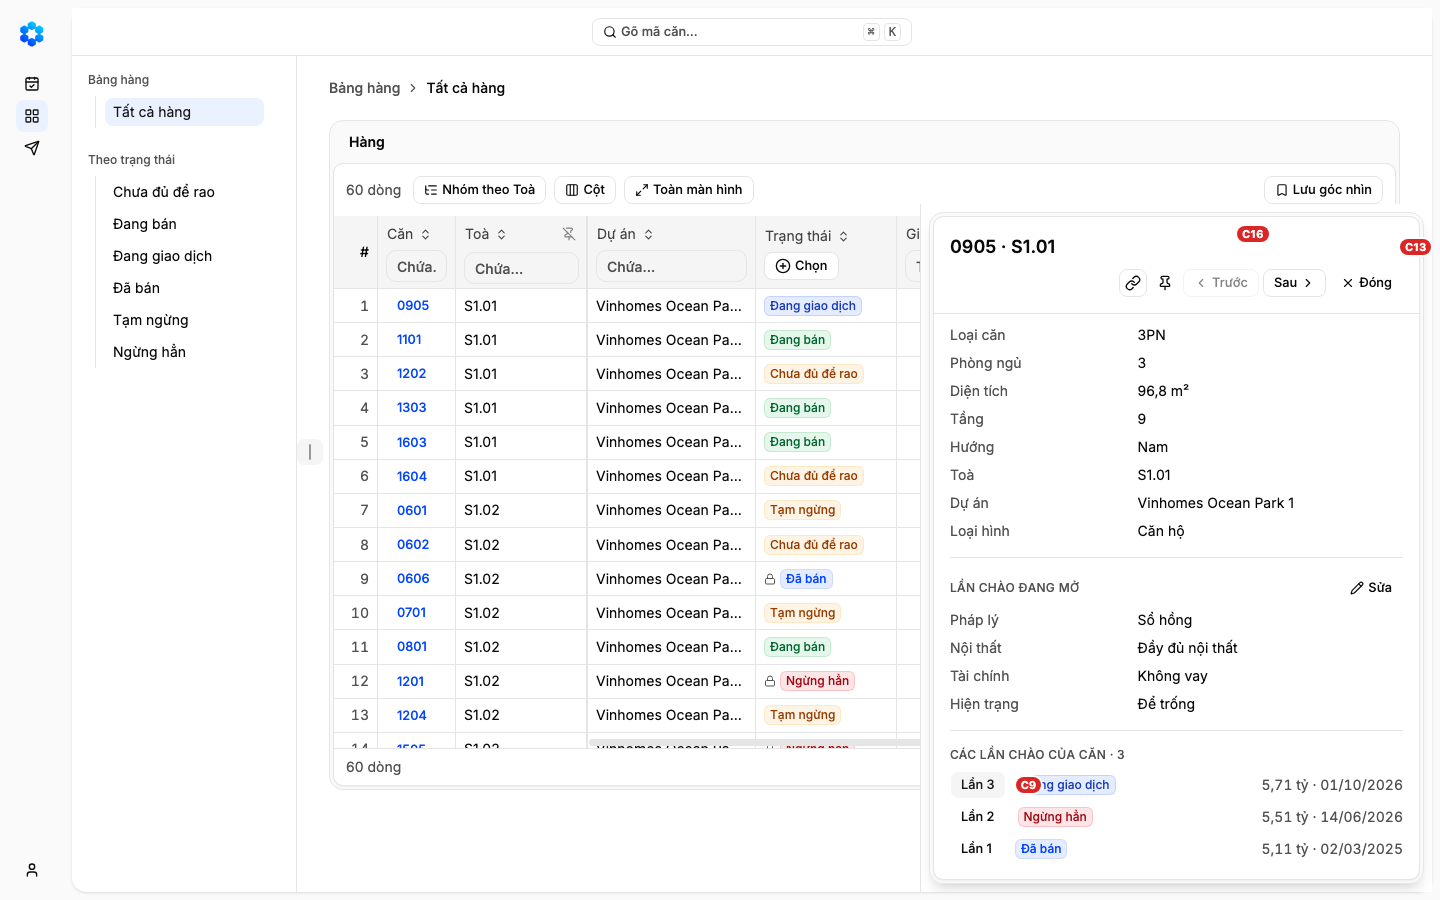 Gõ mã căn... ⌘ K
Bảng hàng
Tất cả hàng
Theo trạng thái
Chưa đủ để rao
Đang bán
Đang giao dịch
Đã bán
Tạm ngừng
Ngừng hẳn
Bảng hàng > Tất cả hàng
Hàng
60 dòng Nhóm theo Toà Cột Toàn màn hình Lưu góc nhìn
# Căn Toà Dự án Trạng thái
Chứa. Chứa... Chứa... Chọn
1 0905 S1.01 Vinhomes Ocean Pa... Đang giao dịch
2 1101 S1.01 Vinhomes Ocean Pa... Đang bán
3 1202 S1.01 Vinhomes Ocean Pa... Chưa đủ để rao
4 1303 S1.01 Vinhomes Ocean Pa... Đang bán
5 1603 S1.01 Vinhomes Ocean Pa... Đang bán
6 1604 S1.01 Vinhomes Ocean Pa... Chưa đủ để rao
7 0601 S1.02 Vinhomes Ocean Pa... Tạm ngừng
8 0602 S1.02 Vinhomes Ocean Pa... Chưa đủ để rao
9 0606 S1.02 Vinhomes Ocean Pa... Đã bán
10 0701 S1.02 Vinhomes Ocean Pa... Tạm ngừng
11 0801 S1.02 Vinhomes Ocean Pa... Đang bán
12 1201 S1.02 Vinhomes Ocean Pa... Ngừng hẳn
13 1204 S1.02 Vinhomes Ocean Pa... Tạm ngừng
60 dòng
C16
0905 · S1.01 C13
Trước Sau Đóng
Loại căn 3PN
Phòng ngủ 3
Diện tích 96,8 m²
Tầng 9
Hướng Nam
Toà S1.01
Dự án Vinhomes Ocean Park 1
Loại hình Căn hộ
LẦN CHÀO ĐANG MỞ Sửa
Pháp lý Sổ hồng
Nội thất Đầy đủ nội thất
Tài chính Không vay
Hiện trạng Để trống
CÁC LẦN CHÀO CỦA CĂN · 3
Lần 3 C9 giao dịch 5,71 tỷ · 01/10/2026
Lần 2 Ngừng hẳn 5,51 tỷ · 14/06/2026
Lần 1 Đã bán 5,11 tỷ · 02/03/2025